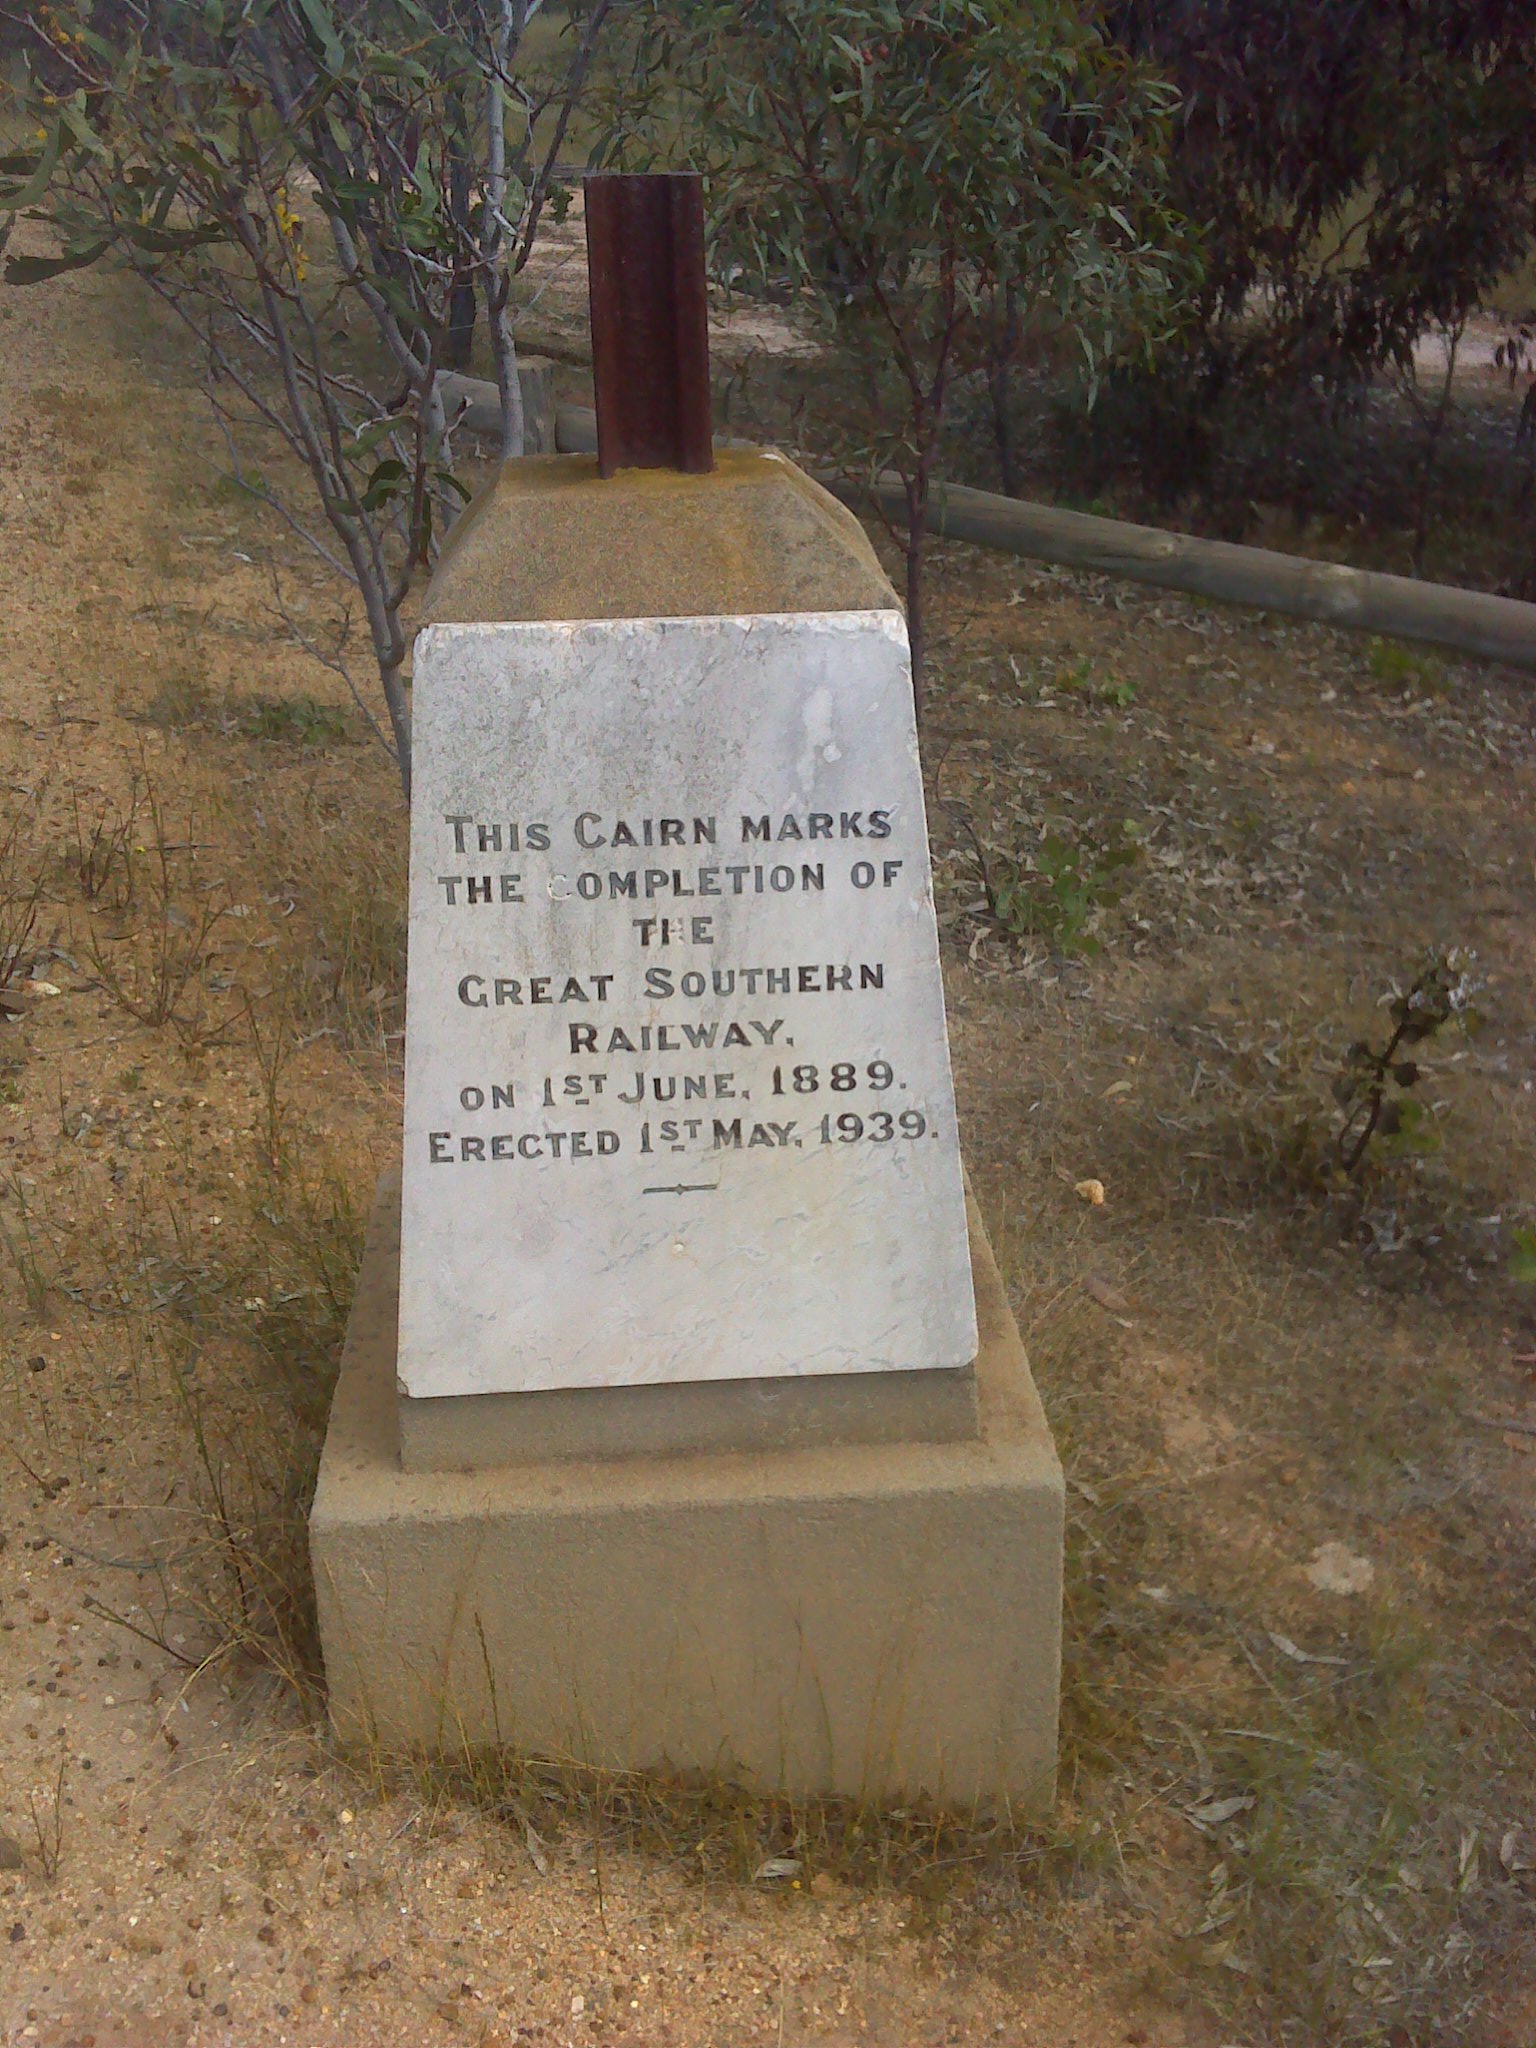 THIS CAIRN MARKS
THE COMPLETION OF
THE
GREAT SOUTHERN
RAILWAY,
ON 1ST JUNE, 1889.
ERECTED 1ST MAY, 1939.